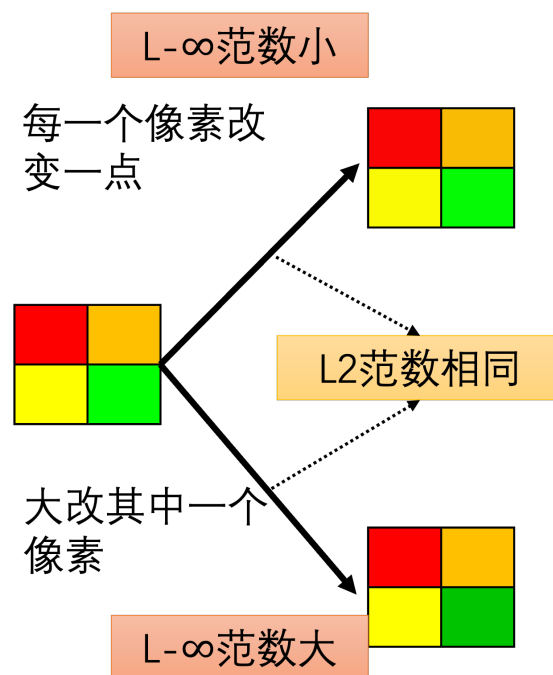 L-∞范数小
每一个像素改
变一点
L2范数相同
大改其中一个
像素
L-∞范数大